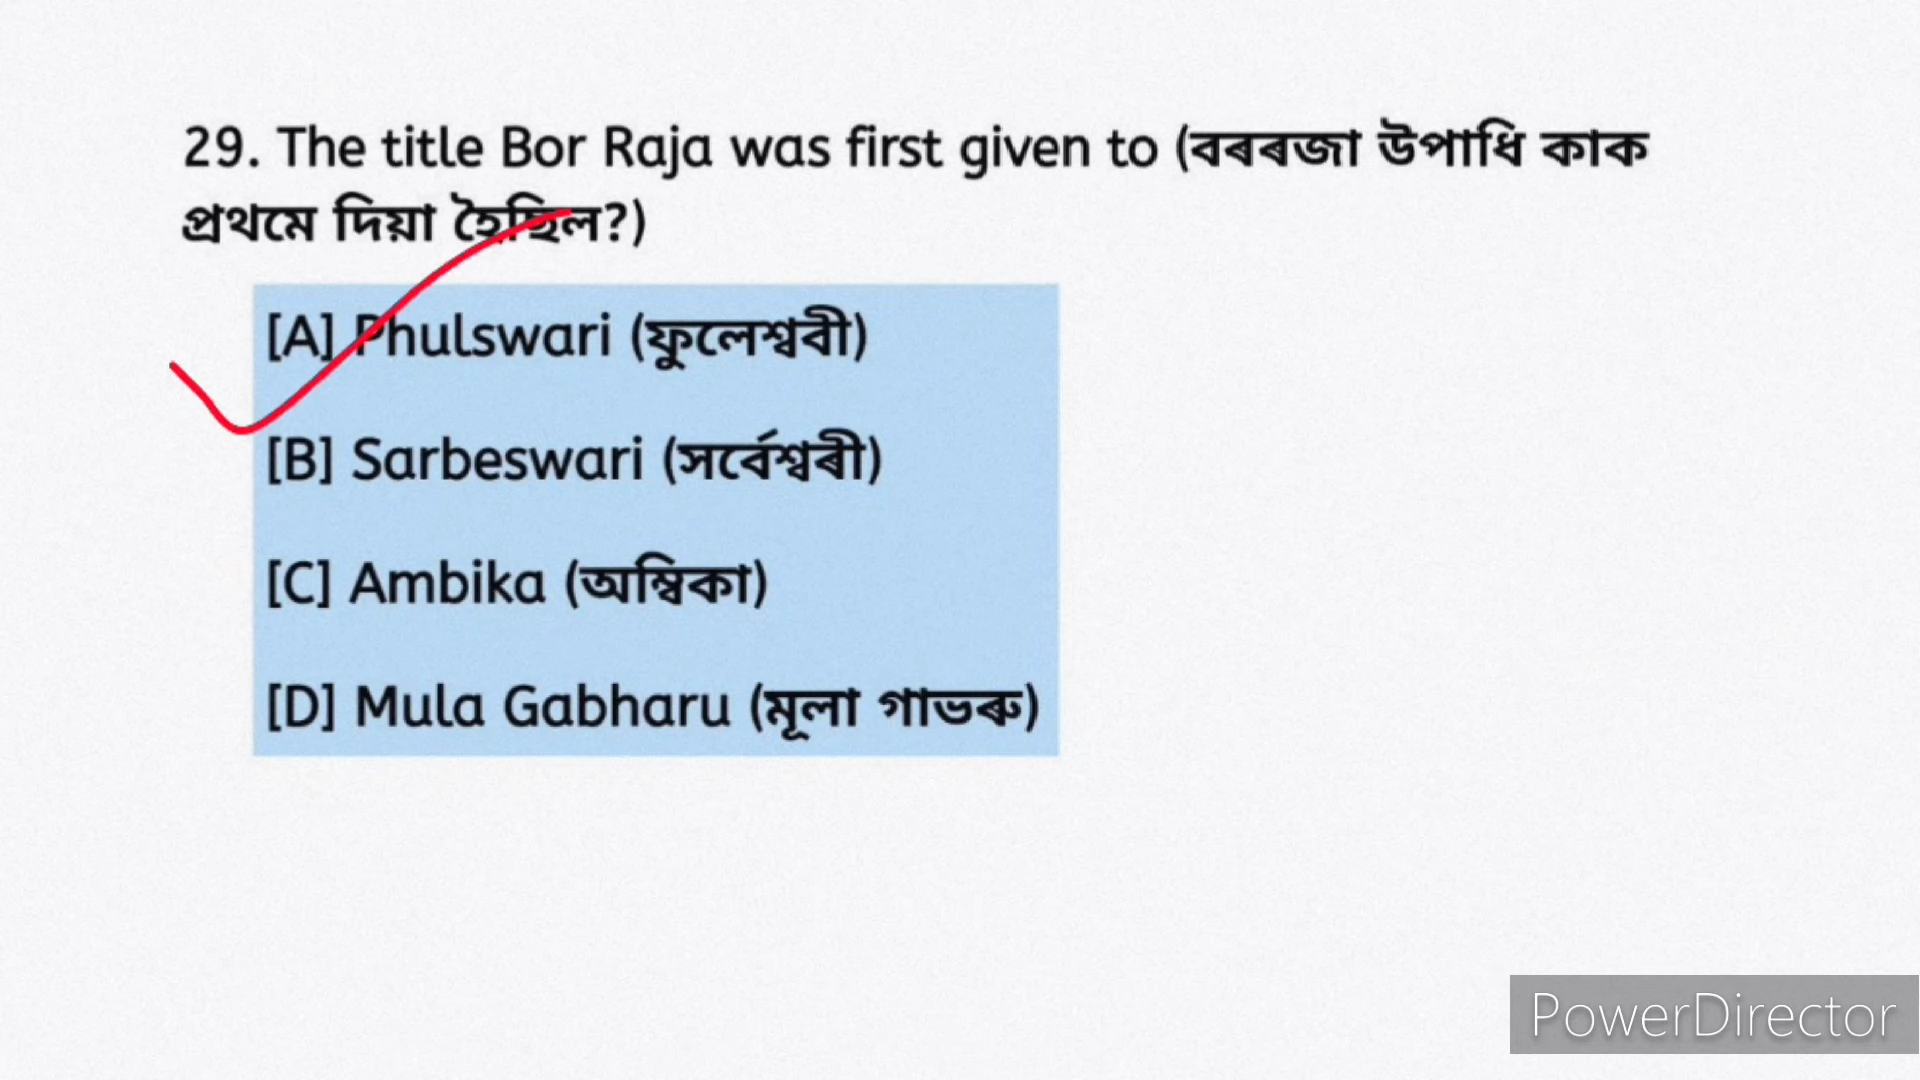 29. The title Bor Raja was first given to (বৰৰজা উপাধি কাক
প্ৰথমে দিয়া হৈছিল?)
[A] Phulswari (ফুলেশ্ববী)
[B] Sarbeswari (সৰ্বেশ্বৰী)
[C] Ambika (অম্বিকা)
[D] Mula Gabharu (মূলা গাভৰু)
PowerDirector